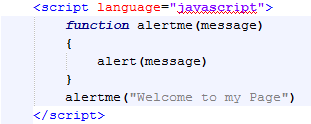 <script language="javascript">
function alertme(message)
{
alert(message)
}
alertme("Welcome to my Page")
</script>